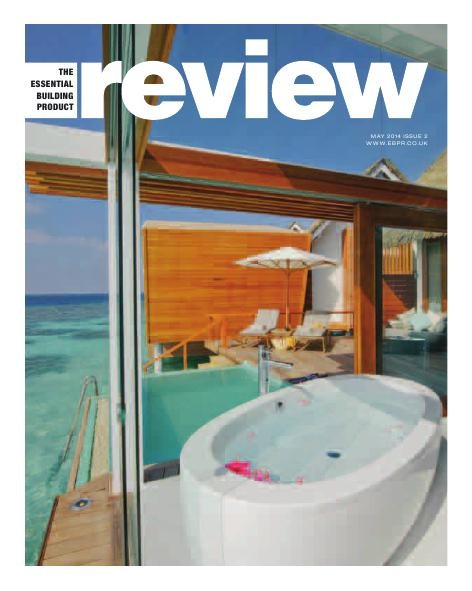 THE
ESSENTIAL
BUILDING
PRODUCT
review
MAY 2014 ISSUE 2
WWW.EBPR.CO.UK